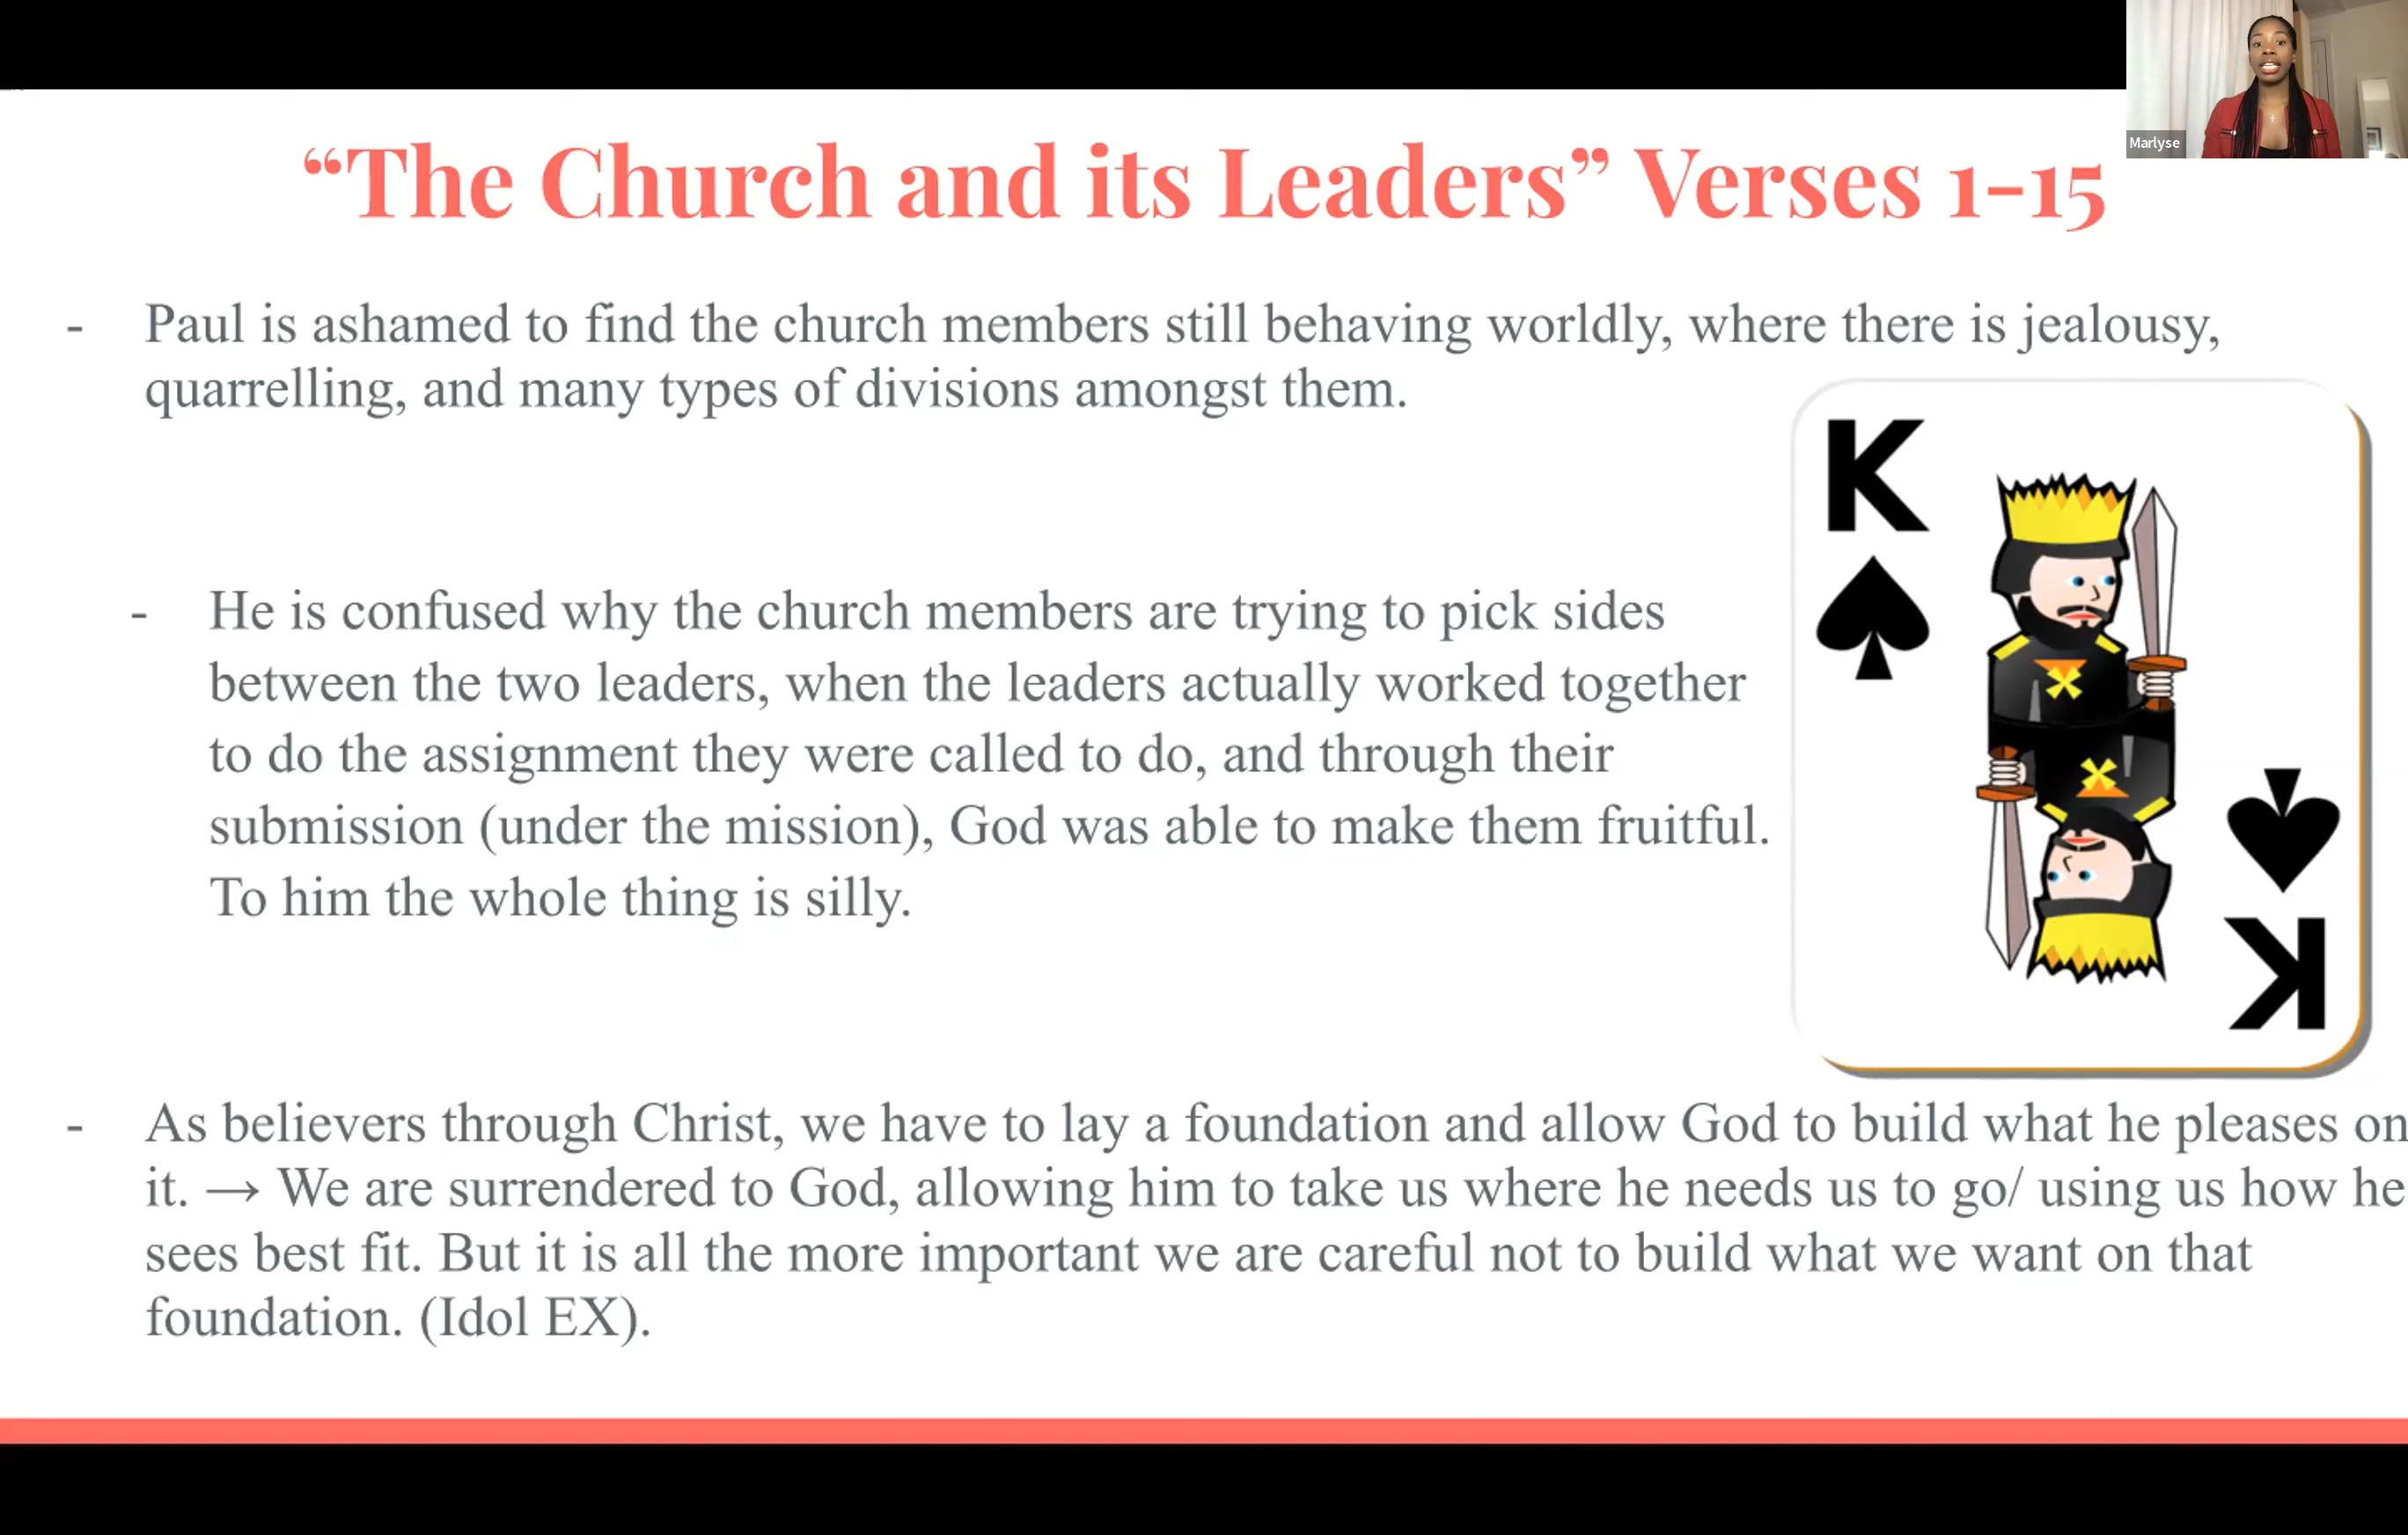 Marlyse
“The Church and its Leaders” Verses 1-15
- Paul is ashamed to find the church members still behaving worldly, where there is jealousy,
quarrelling, and many types of divisions amongst them.
K
- He is confused why the church members are trying to pick sides
between the two leaders, when the leaders actually worked together
to do the assignment they were called to do, and through their
submission (under the mission), God was able to make them fruitful.
To him the whole thing is silly.
K
- As believers through Christ, we have to lay a foundation and allow God to build what he pleases on
it. → We are surrendered to God, allowing him to take us where he needs us to go/ using us how he
sees best fit. But it is all the more important we are careful not to build what we want on that
foundation. (Idol EX).